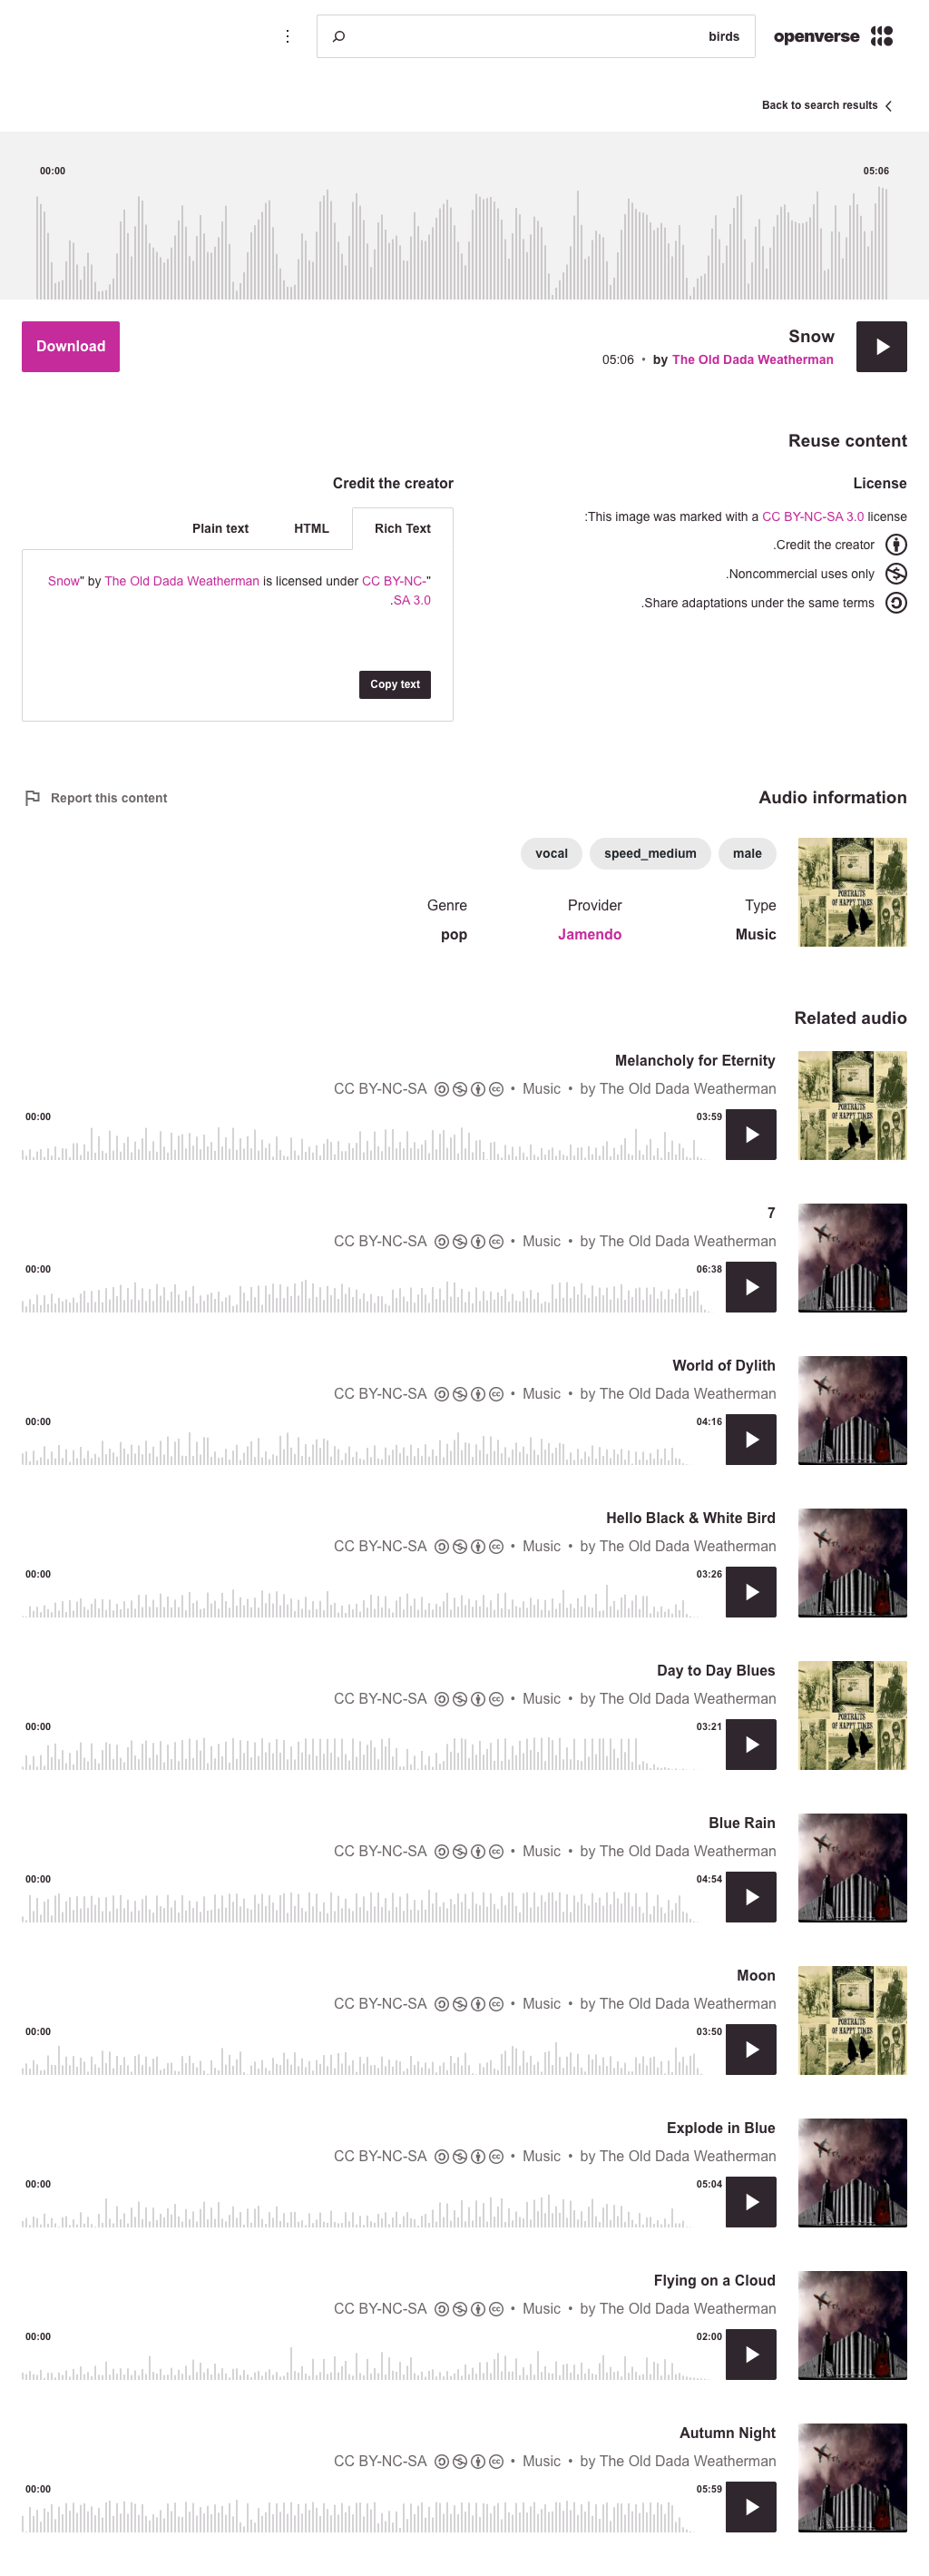 openverse
birds
Back to search results
00:00
05:06
Snow
by The Old Dada Weatherman • 05:06
Download
Reuse content
License
:This image was marked with a CC BY-NC-SA 3.0 license
.Credit the creator
.Noncommercial uses only
.Share adaptations under the same terms
Credit the creator
Rich Text
HTML
Plain text
Snow" by The Old Dada Weatherman is licensed under CC BY-NC-"
.SA 3.0
Copy text
Audio information
Report this content
PORTRAITS
OF HAPPY TIMES
male
speed_medium
vocal
Type
Music
Provider
Jamendo
Genre
pop
Related audio
PORTRAITS
OF HAPPY TIMES
Melancholy for Eternity
by The Old Dada Weatherman • Music • CC BY-NC-SA
00:00
03:59
7
by The Old Dada Weatherman • Music • CC BY-NC-SA
00:00
06:38
World of Dylith
by The Old Dada Weatherman • Music • CC BY-NC-SA
00:00
04:16
Hello Black & White Bird
by The Old Dada Weatherman • Music • CC BY-NC-SA
00:00
03:26
PORTRAITS
OF HAPPY TIMES
Day to Day Blues
by The Old Dada Weatherman • Music • CC BY-NC-SA
00:00
03:21
Blue Rain
by The Old Dada Weatherman • Music • CC BY-NC-SA
00:00
04:54
PORTRAITS
OF HAPPY TIMES
Moon
by The Old Dada Weatherman • Music • CC BY-NC-SA
00:00
03:50
Explode in Blue
by The Old Dada Weatherman • Music • CC BY-NC-SA
00:00
05:04
Flying on a Cloud
by The Old Dada Weatherman • Music • CC BY-NC-SA
00:00
02:00
Autumn Night
by The Old Dada Weatherman • Music • CC BY-NC-SA
00:00
05:59